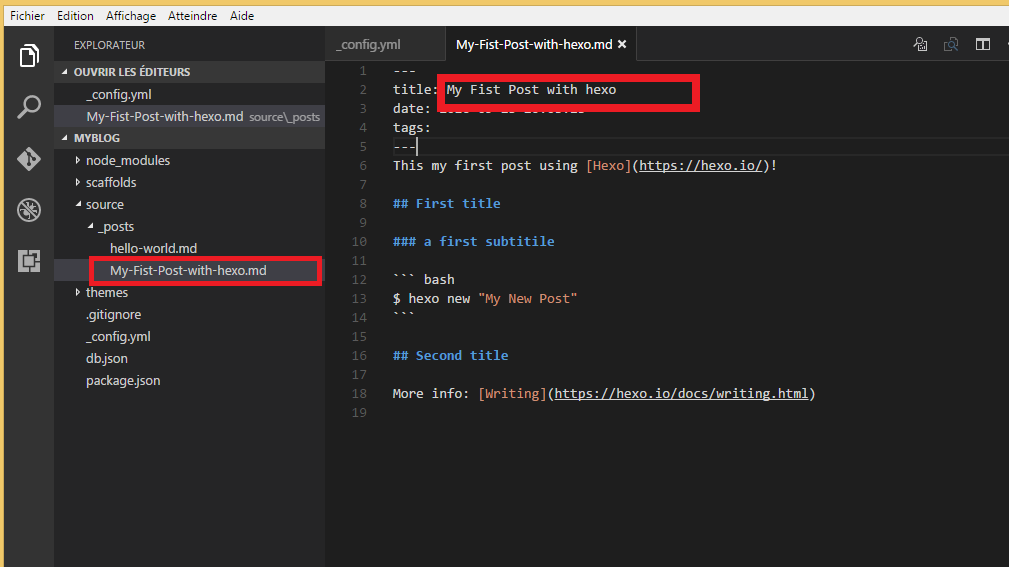 Fichier Edition Affichage Atteindre Aide
EXPLORATEUR
OUVRIR LES ÉDITEURS
_config.yml
My-Fist-Post-with-hexo.md source\_posts
MYBLOG
node_modules
scaffolds
source
_posts
hello-world.md
My-Fist-Post-with-hexo.md
themes
.gitignore
_config.yml
db.json
package.json
_config.yml My-Fist-Post-with-hexo.md
1 ---
2 title: My Fist Post with hexo
3 date:
4 tags:
5 ---
6 This my first post using [Hexo](https://hexo.io/)!
7
8 ## First title
9
10 ### a first subtitile
11
12 ``` bash
13 $ hexo new "My New Post"
14 ```
15
16 ## Second title
17
18 More info: [Writing](https://hexo.io/docs/writing.html)
19